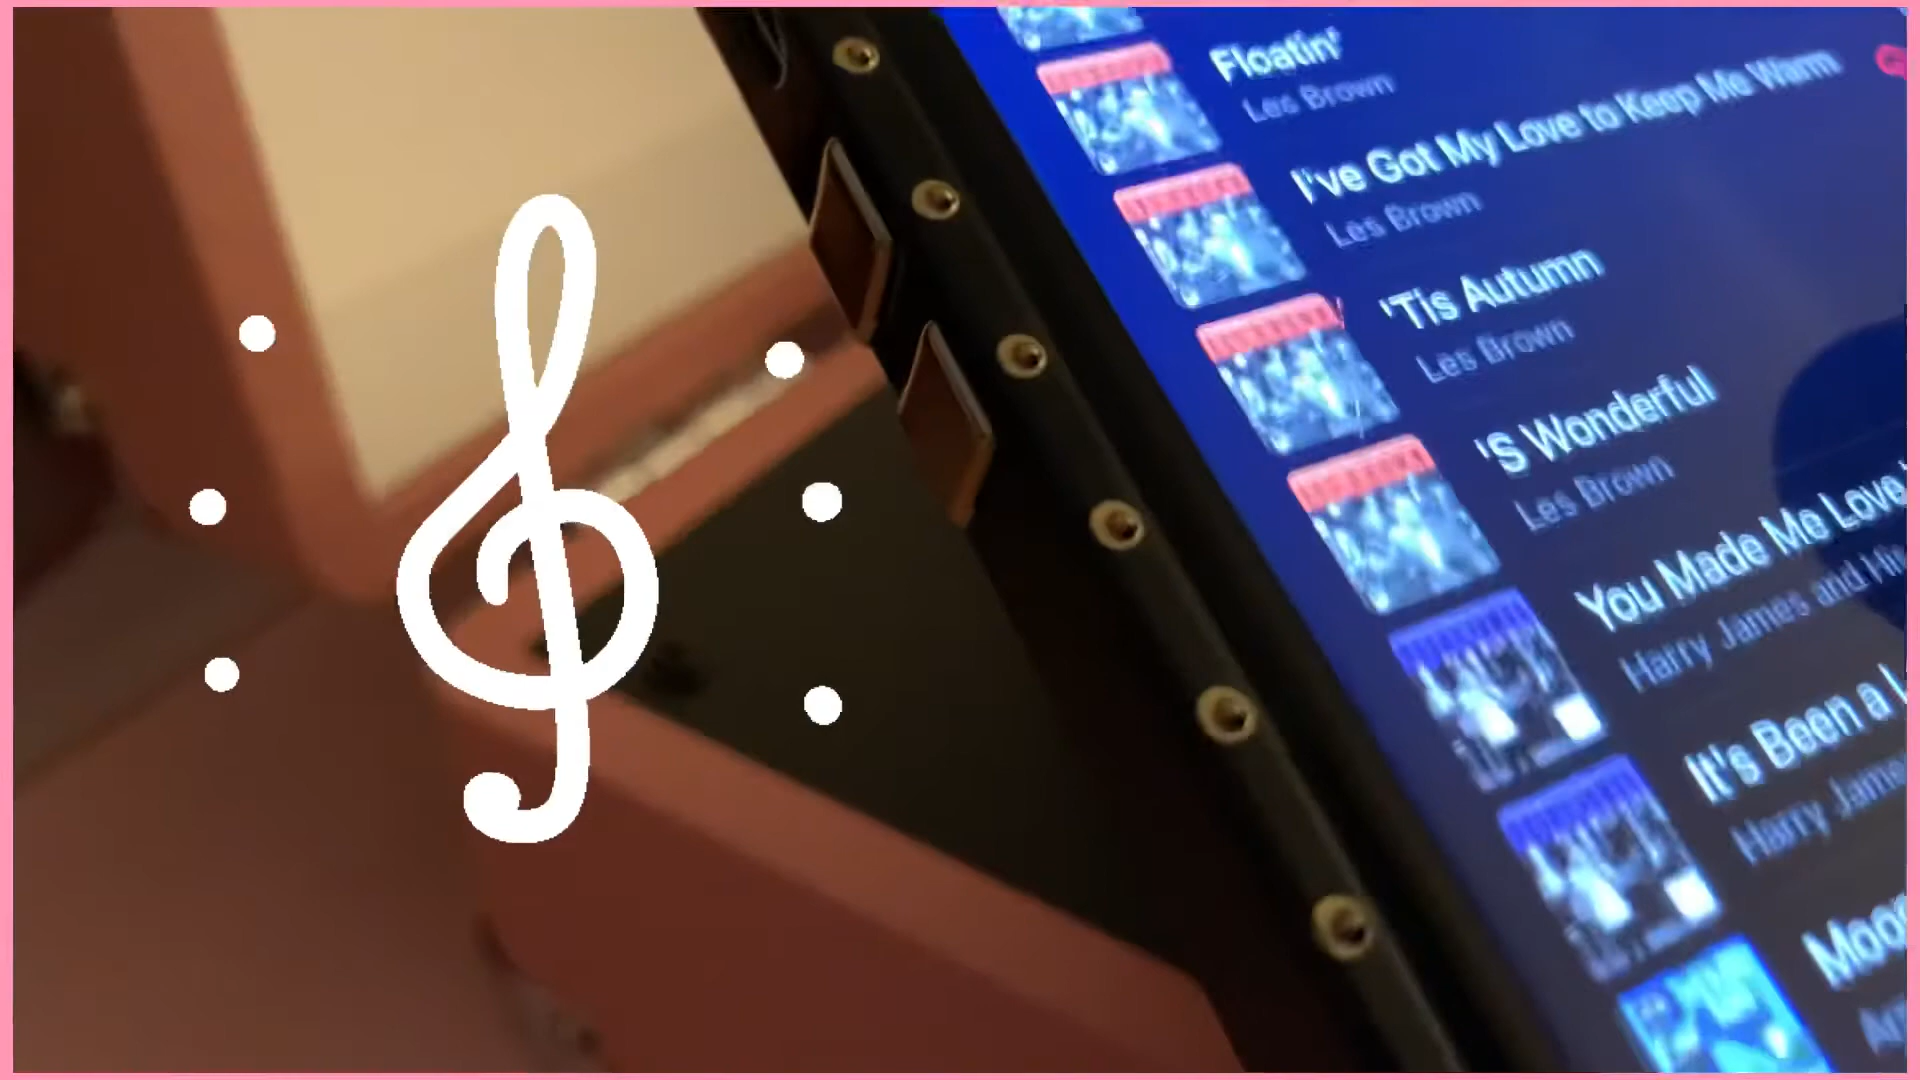 Floatin'
Les Brown
I've Got My Love to Keep Me Warm
Les Brown
'Tis Autumn
Les Brown
'S Wonderful
Les Brown
You Made Me Love
Harry James and Hit
It's Been a L
Harry James